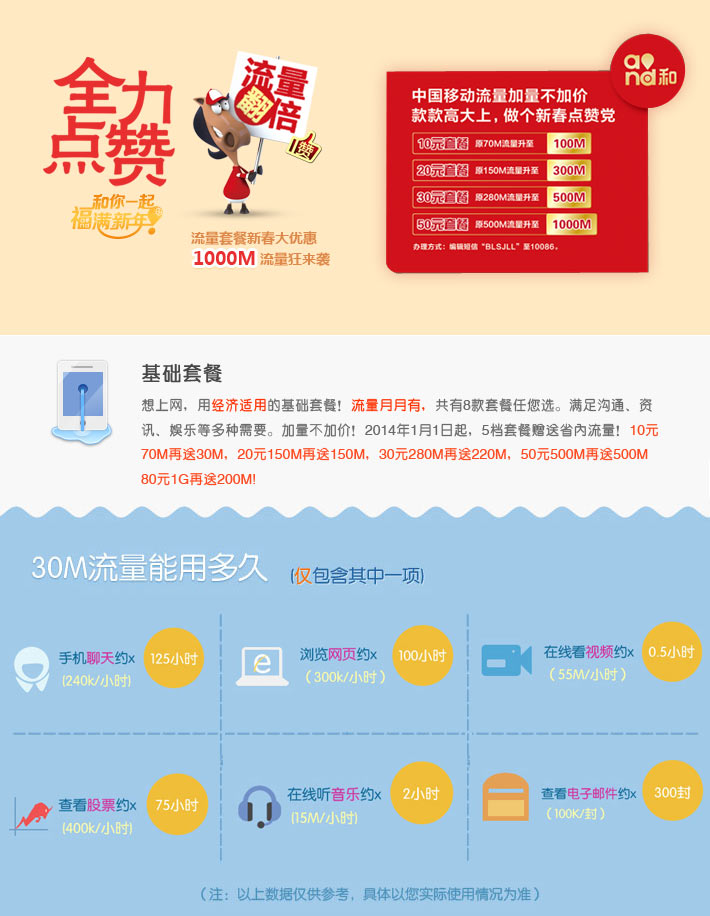 全力
点赞
和你一起
福满新年!
流量
翻倍
赞
流量套餐新春大优惠
1000M 流量狂来袭
and和
中国移动流量加量不加价
款款高大上，做个新春点赞党
10元套餐 原70M流量升至 100M
20元套餐 原150M流量升至 300M
30元套餐 原280M流量升至 500M
50元套餐 原500M流量升至 1000M
办理方式：编辑短信“BLSJLL”至10086。
基础套餐
想上网，用经济适用的基础套餐！流量月月有，共有8款套餐任您选。满足沟通、资
讯、娱乐等多种需要。加量不加价！2014年1月1日起，5档套餐赠送省内流量！10元
70M再送30M，20元150M再送150M，30元280M再送220M，50元500M再送500M
80元1G再送200M!
30M流量能用多久 (仅包含其中一项)
手机聊天约x 125小时
(240k/小时)
浏览网页约x 100小时
（300k/小时）
在线看视频约x 0.5小时
（55M/小时）
查看股票约x 75小时
(400k/小时)
在线听音乐约x 2小时
(15M/小时)
查看电子邮件约x 300封
（100K/封）
（注：以上数据仅供参考，具体以您实际使用情况为准）